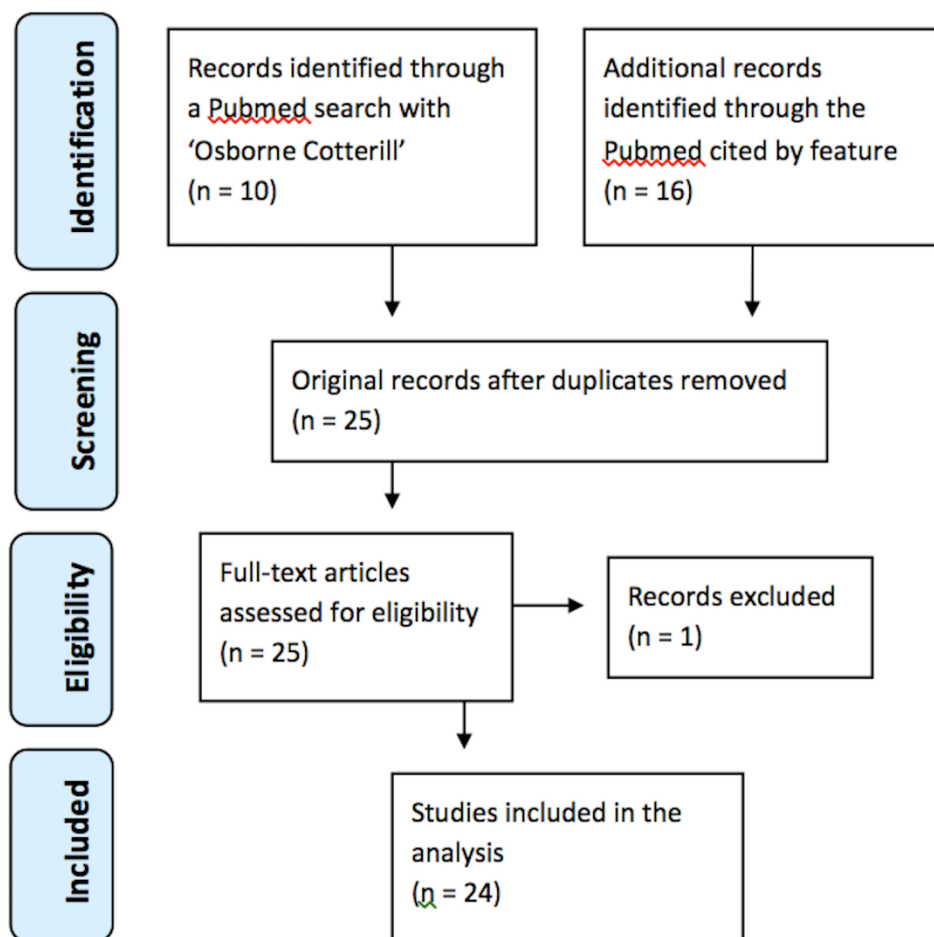 Identification
Records identified through
a Pubmed search with
‘Osborne Cotterill’
(n = 10)
Additional records
identified through the
Pubmed cited by feature
(n = 16)
Screening
Original records after duplicates removed
(n = 25)
Eligibility
Full-text articles
assessed for eligibility
(n = 25)
Records excluded
(n = 1)
Included
Studies included in the
analysis
(n = 24)